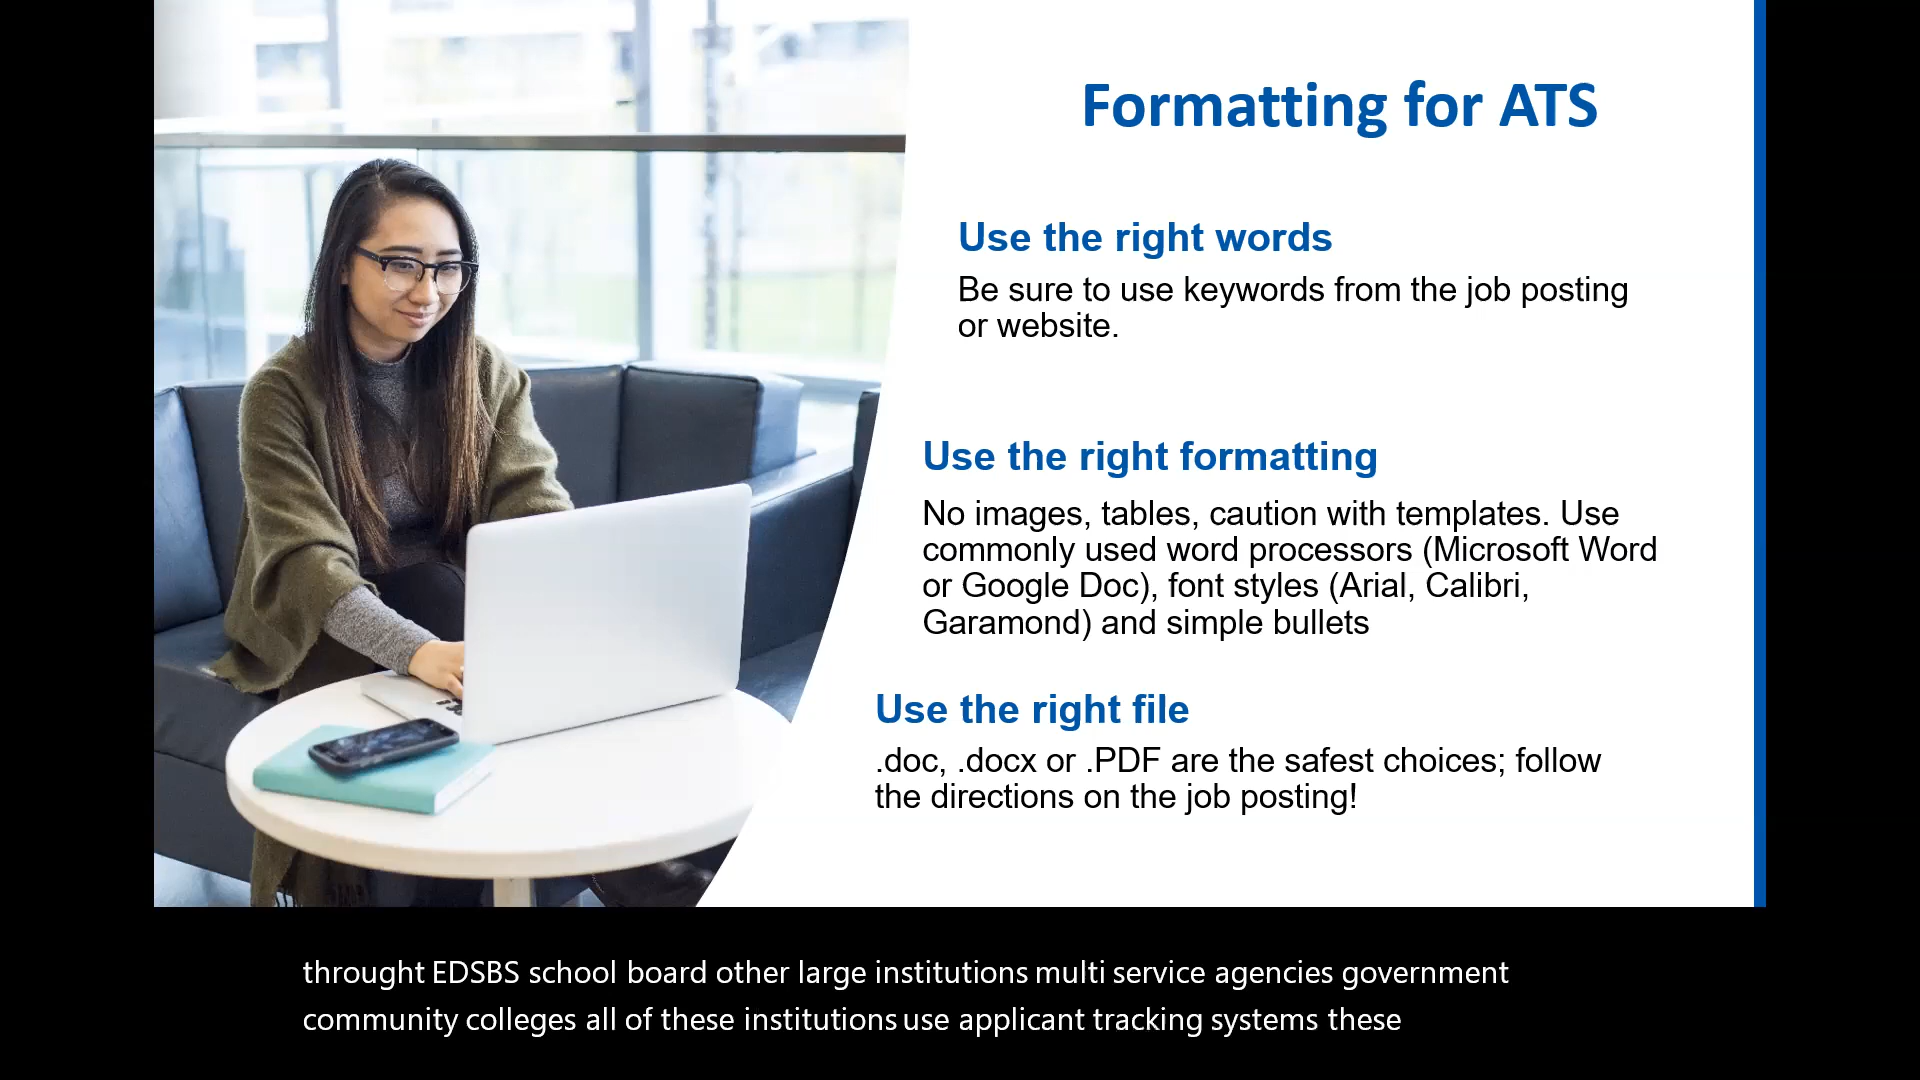 Formatting for ATS
Use the right words
Be sure to use keywords from the job posting
or website.
Use the right formatting
No images, tables, caution with templates. Use
commonly used word processors (Microsoft Word
or Google Doc), font styles (Arial, Calibri,
Garamond) and simple bullets
Use the right file
.doc, .docx or .PDF are the safest choices; follow
the directions on the job posting!
throught EDSBS school board other large institutions multi service agencies government
community colleges all of these institutions use applicant tracking systems these